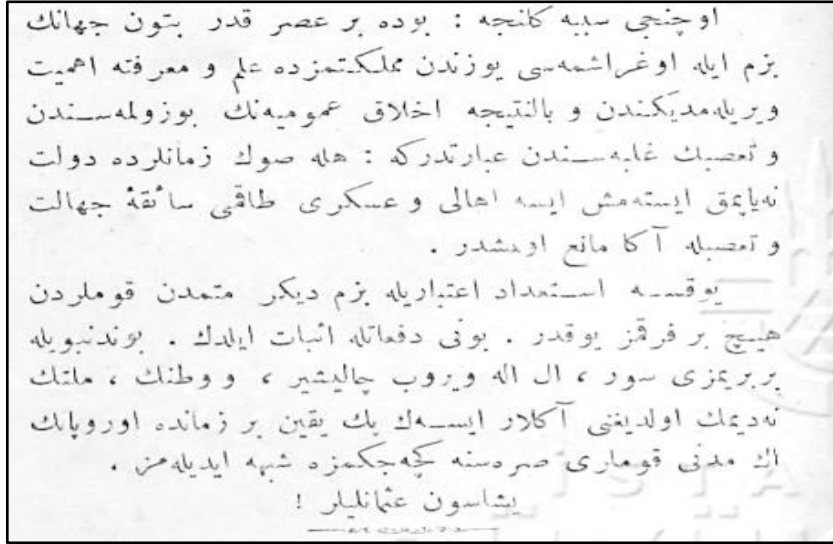 اوچنجی سببه کلنجه : بوده بر عصر قدر بتون جهانك
بزم ایله اوغراشمه‌سی یوزندن مملکتمزده علم و معرفته اهمیت
ویریله‌مدیکندن و بالنتیجه اخلاق عمومیه‌نك بوزولمه‌سندن
و تعصبك غلبه‌سندن عبارتدرکه : هله صوك زمانلرده دولت
نه‌یاپمق ایسته‌مش ایسه اهالی و عسکری طاقمی سائقهٔ جهالت
و تعصبله آکا مانع اولمشدر .
یوقسه استعداد اعتباریله بزم دیکر متمدن قوملردن
هیچ بر فرقمز یوقدر . بونی دفعاتله اثبات ایلدك . بوندنبویله
بربریمزی سور ، ال اله ویروب چالیشیر ، و وطنك ، ملتك
نه‌دیمك اولدیغنی آکلار ایسه‌ك پك یقین بر زمانده اوروپانك
اك مدنی قوملری صره‌سنه کچه‌جکمزه شبهه ایدیله‌مز .
یشاسون عثمانلیلر !